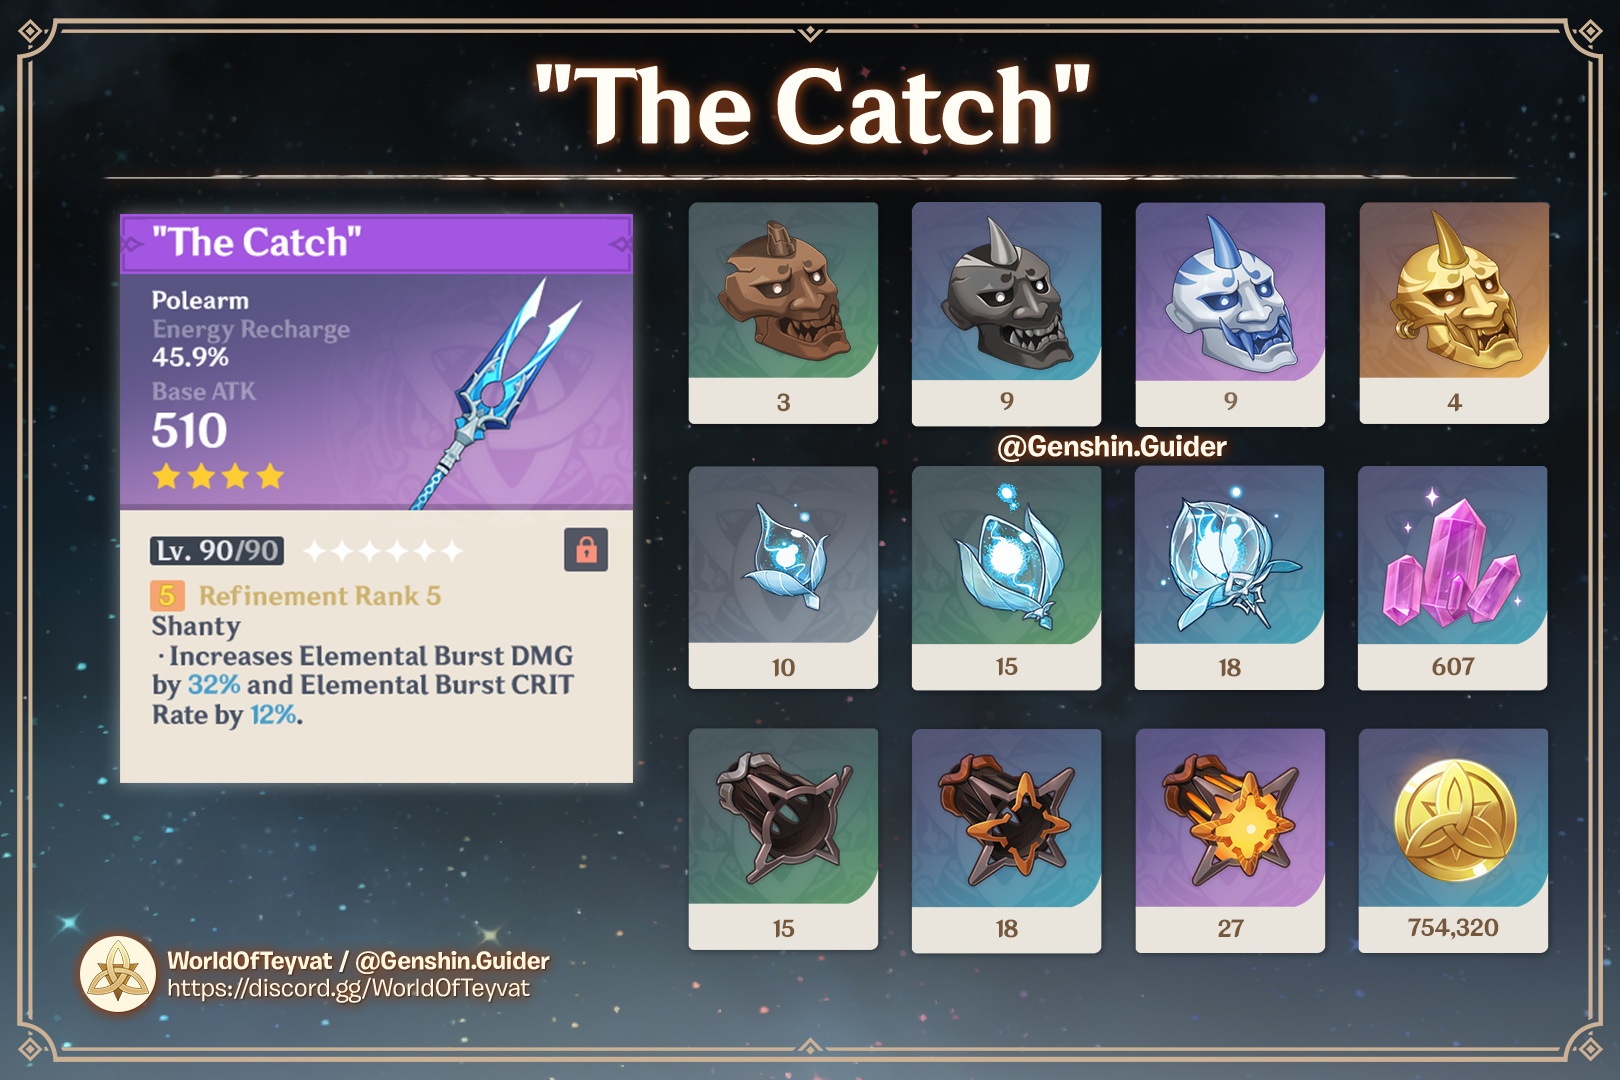 "The Catch"
"The Catch"
Polearm
Energy Recharge
45.9%
Base ATK
510
Lv. 90/90
5 Refinement Rank 5
Shanty
·Increases Elemental Burst DMG
by 32% and Elemental Burst CRIT
Rate by 12%.
3
9
9
4
@Genshin.Guider
10
15
18
607
15
18
27
754,320
WorldOfTeyvat / @Genshin.Guider
https://discord.gg/WorldOfTeyvat